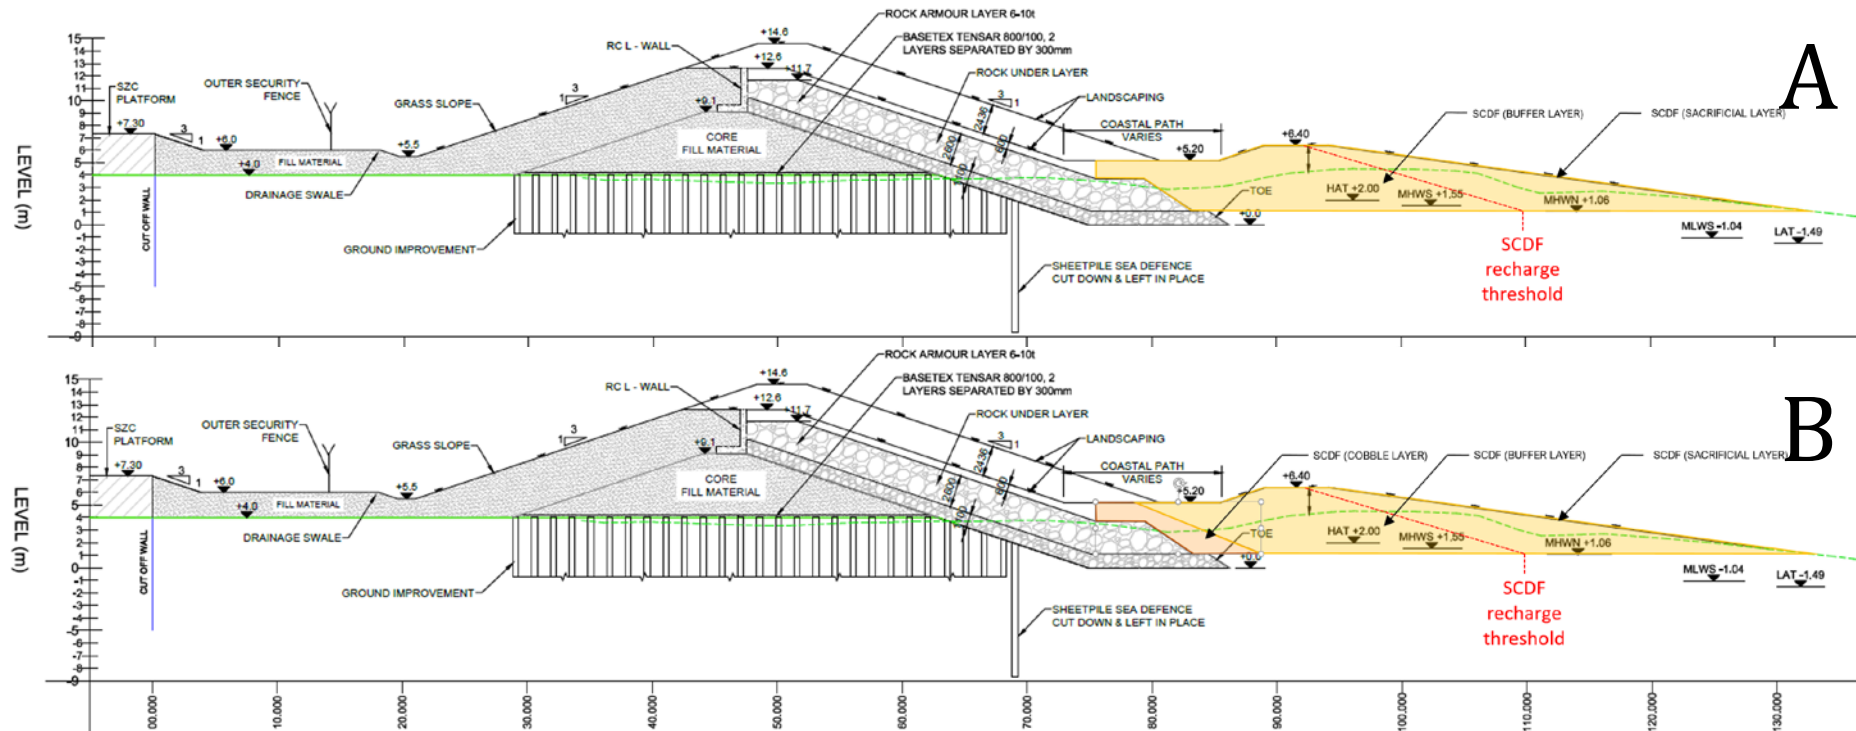 A
ROCK ARMOUR LAYER 6-10t
BASETEX TENSAR 800/100, 2
LAYERS SEPARATED BY 300mm
RC L - WALL
+14.6
+12.6
+11.7
ROCK UNDER LAYER
SZC
PLATFORM
OUTER SECURITY
FENCE
GRASS SLOPE
3
1
+9.1
CORE
FILL MATERIAL
2436
600
2600
1100
3
1
LANDSCAPING
COASTAL PATH
VARIES
+5.20
+6.40
SCDF (BUFFER LAYER)
SCDF (SACRIFICIAL LAYER)
+7.30
3
1
+6.0
+5.5
+4.0
FILL MATERIAL
DRAINAGE SWALE
TOE
+0.0
HAT +2.00
MHWS +1.55
MHWN +1.06
MLWS -1.04
LAT -1.49
CUT OFF WALL
GROUND IMPROVEMENT
SHEETPILE SEA DEFENCE
CUT DOWN & LEFT IN PLACE
SCDF
recharge
threshold
LEVEL (m)
15
14
13
12
11
10
9
8
7
6
5
4
3
2
1
0
-1
-2
-3
-4
-5
-6
-7
-8
-9
B
ROCK ARMOUR LAYER 6-10t
BASETEX TENSAR 800/100, 2
LAYERS SEPARATED BY 300mm
RC L - WALL
+14.6
+12.6
+11.7
ROCK UNDER LAYER
SZC
PLATFORM
OUTER SECURITY
FENCE
GRASS SLOPE
3
1
+9.1
CORE
FILL MATERIAL
2436
600
2600
1100
3
1
LANDSCAPING
COASTAL PATH
VARIES
+5.20
+6.40
SCDF (COBBLE LAYER)
SCDF (BUFFER LAYER)
SCDF (SACRIFICIAL LAYER)
+7.30
3
1
+6.0
+5.5
+4.0
FILL MATERIAL
DRAINAGE SWALE
TOE
+0.0
HAT +2.00
MHWS +1.55
MHWN +1.06
MLWS -1.04
LAT -1.49
CUT OFF WALL
GROUND IMPROVEMENT
SHEETPILE SEA DEFENCE
CUT DOWN & LEFT IN PLACE
SCDF
recharge
threshold
LEVEL (m)
15
14
13
12
11
10
9
8
7
6
5
4
3
2
1
0
-1
-2
-3
-4
-5
-6
-7
-8
-9
00.000
10.000
20.000
30.000
40.000
50.000
60.000
70.000
80.000
90.000
100.000
110.000
120.000
130.000